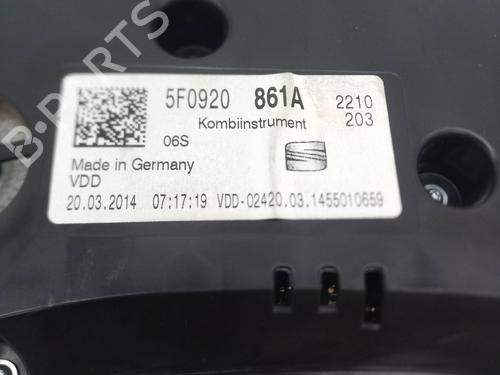 B-PARTS
5F0920 861A 2210
Kombiinstrument 203
06S
Made in Germany
VDD
20.03.2014 07:17:19 VDD-02420.03.1455010659